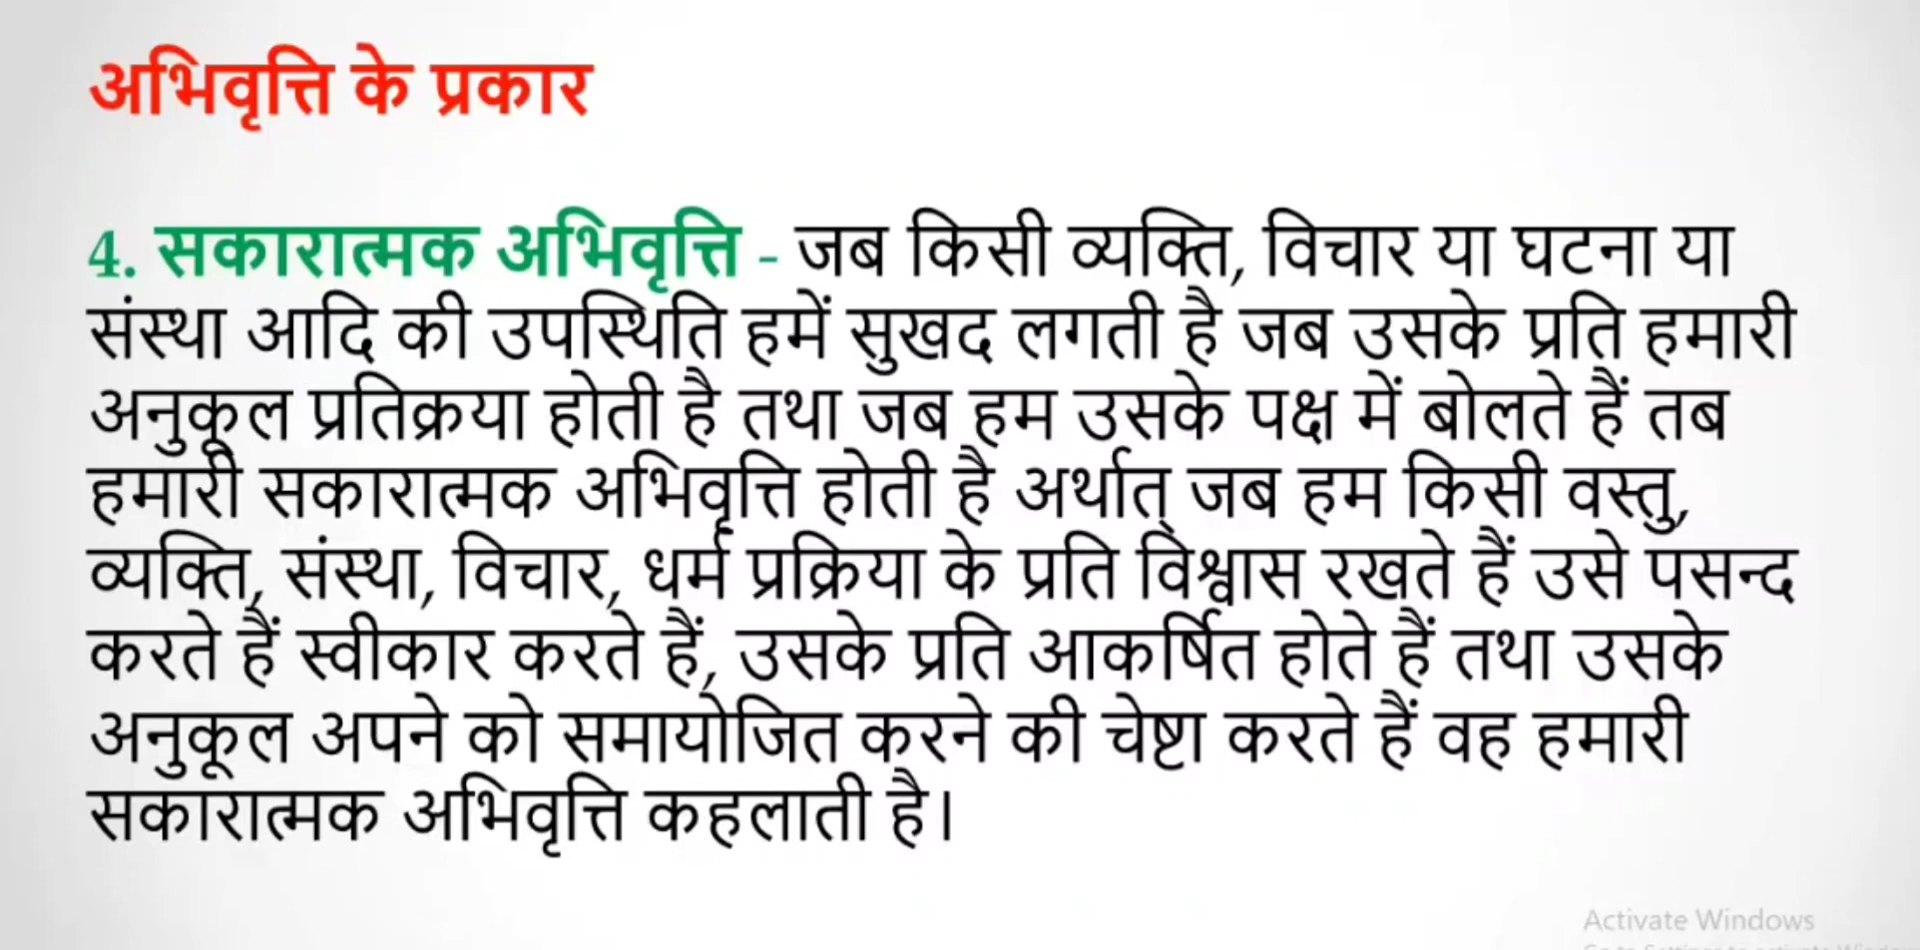 अभिवृत्ति के प्रकार
4. सकारात्मक अभिवृत्ति - जब किसी व्यक्ति, विचार या घटना या
संस्था आदि की उपस्थिति हमें सुखद लगती है जब उसके प्रति हमारी
अनुकूल प्रतिक्रया होती है तथा जब हम उसके पक्ष में बोलते हैं तब
हमारी सकारात्मक अभिवृत्ति होती है अर्थात् जब हम किसी वस्तु,
व्यक्ति, संस्था, विचार, धर्म प्रक्रिया के प्रति विश्वास रखते हैं उसे पसन्द
करते हैं स्वीकार करते हैं, उसके प्रति आकर्षित होते हैं तथा उसके
अनुकूल अपने को समायोजित करने की चेष्टा करते हैं वह हमारी
सकारात्मक अभिवृत्ति कहलाती है।
Activate Windows